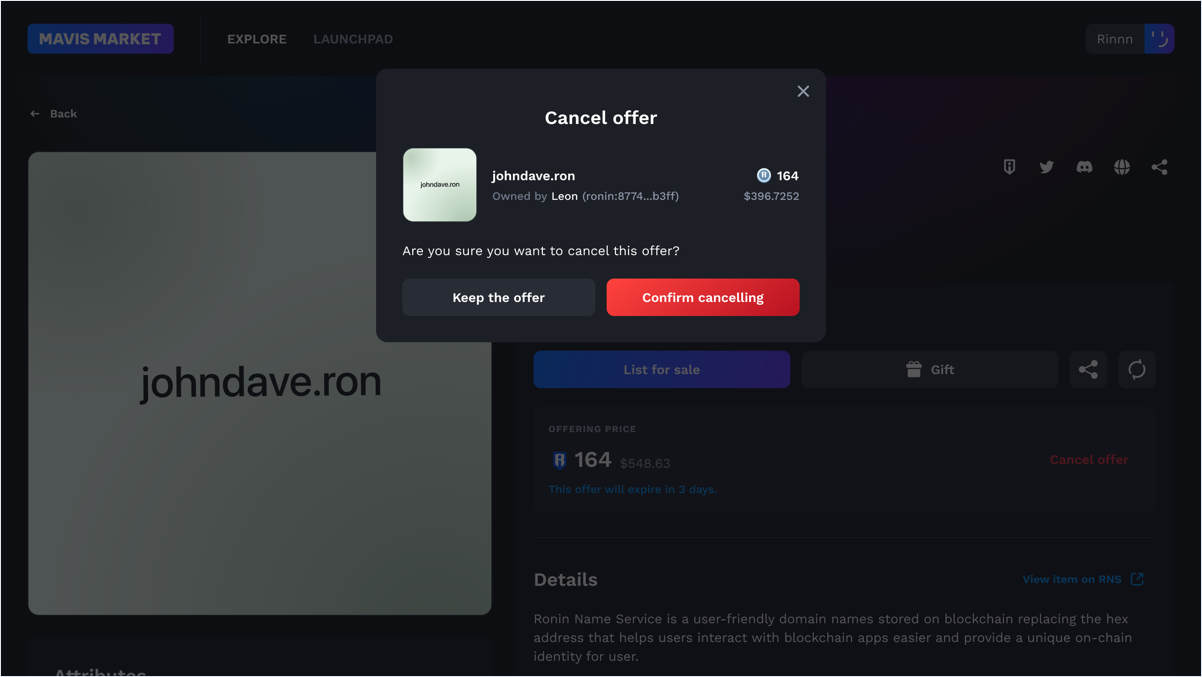 MAVIS MARKET
EXPLORE
LAUNCHPAD
Rinnn
Back
Cancel offer
johndave.ron
johndave.ron
164
Owned by Leon (ronin:8774...b3ff)
$396.7252
Are you sure you want to cancel this offer?
Keep the offer
Confirm cancelling
johndave.ron
List for sale
Gift
OFFERING PRICE
164 $548.63
Cancel offer
This offer will expire in 3 days.
Details
View item on RNS
Ronin Name Service is a user-friendly domain names stored on blockchain replacing the hex
address that helps users interact with blockchain apps easier and provide a unique on-chain
identity for user.
Attributes